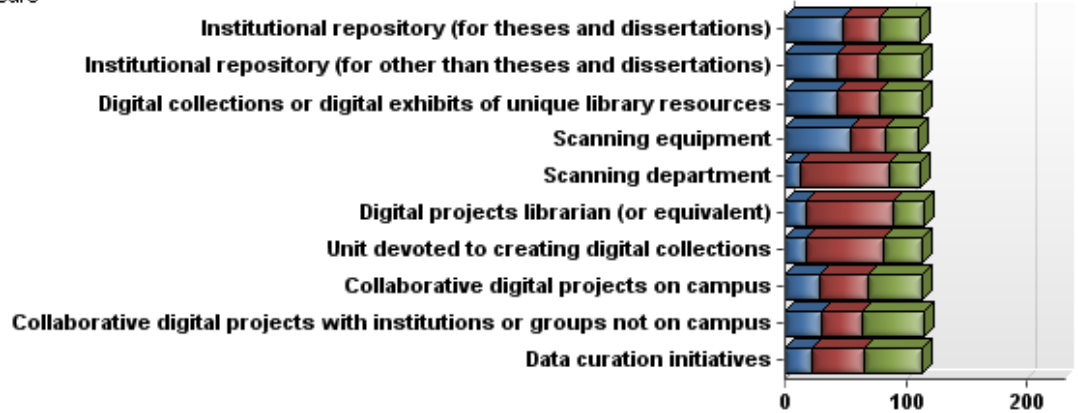 Institutional repository (for theses and dissertations)
Institutional repository (for other than theses and dissertations)
Digital collections or digital exhibits of unique library resources
Scanning equipment
Scanning department
Digital projects librarian (or equivalent)
Unit devoted to creating digital collections
Collaborative digital projects on campus
Collaborative digital projects with institutions or groups not on campus
Data curation initiatives
0 100 200